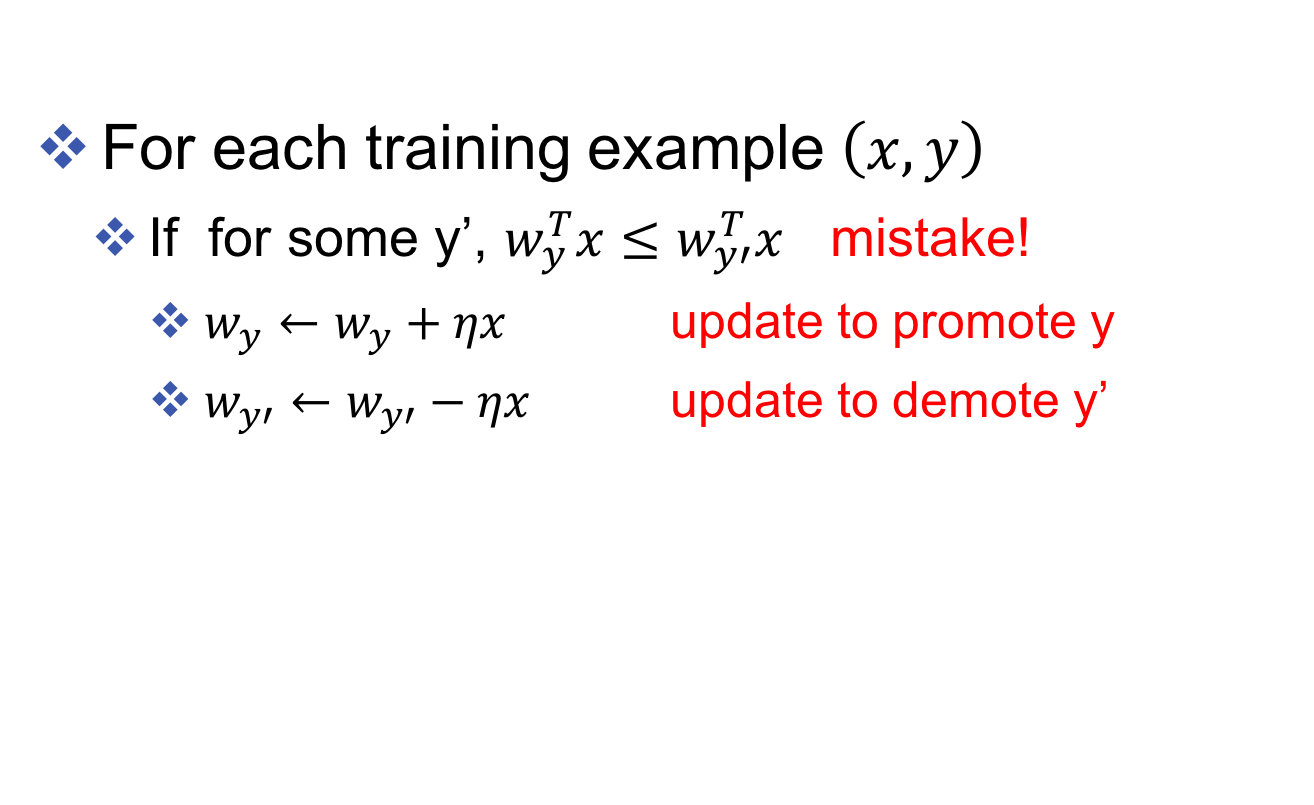 ❖ For each training example (x, y)
❖ If for some y’, w_y^T x ≤ w_{y′}^T x mistake!
❖ w_y ← w_y + ηx update to promote y
❖ w_{y′} ← w_{y′} − ηx update to demote y’